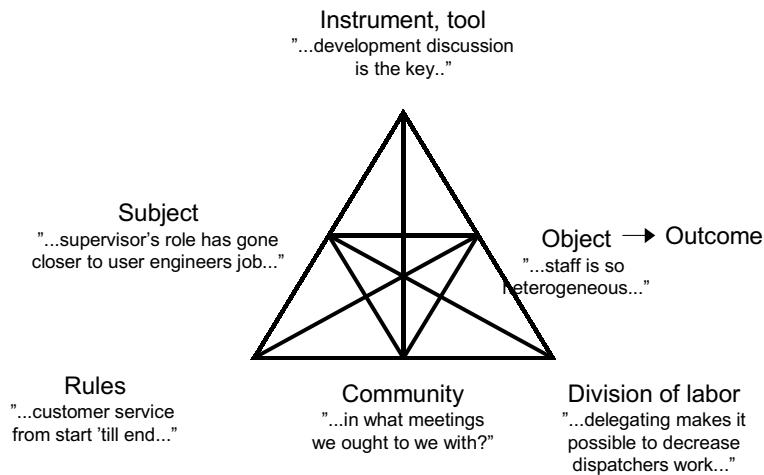 Instrument, tool
”...development discussion
is the key..”
Subject
”...supervisor’s role has gone
closer to user engineers job...”
Object → Outcome
”...staff is so
heterogeneous...”
Rules
”...customer service
from start ’till end...”
Community
”...in what meetings
we ought to we with?”
Division of labor
”...delegating makes it
possible to decrease
dispatchers work...”